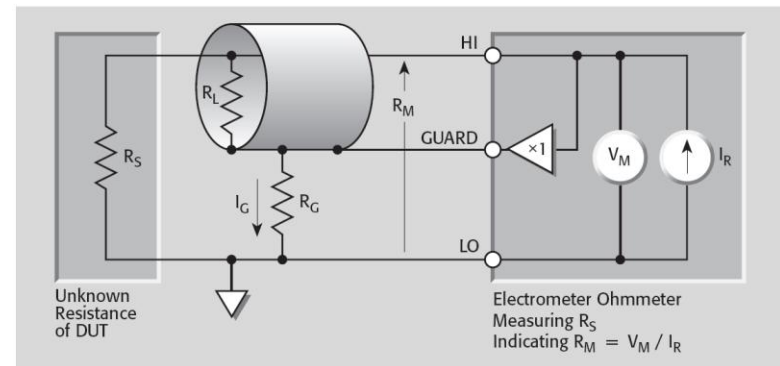 HI
R_L
R_M
GUARD
×1
R_S
V_M
I_R
I_G
R_G
LO
Unknown
Resistance
of DUT
Electrometer Ohmmeter
Measuring R_S
Indicating R_M = V_M / I_R